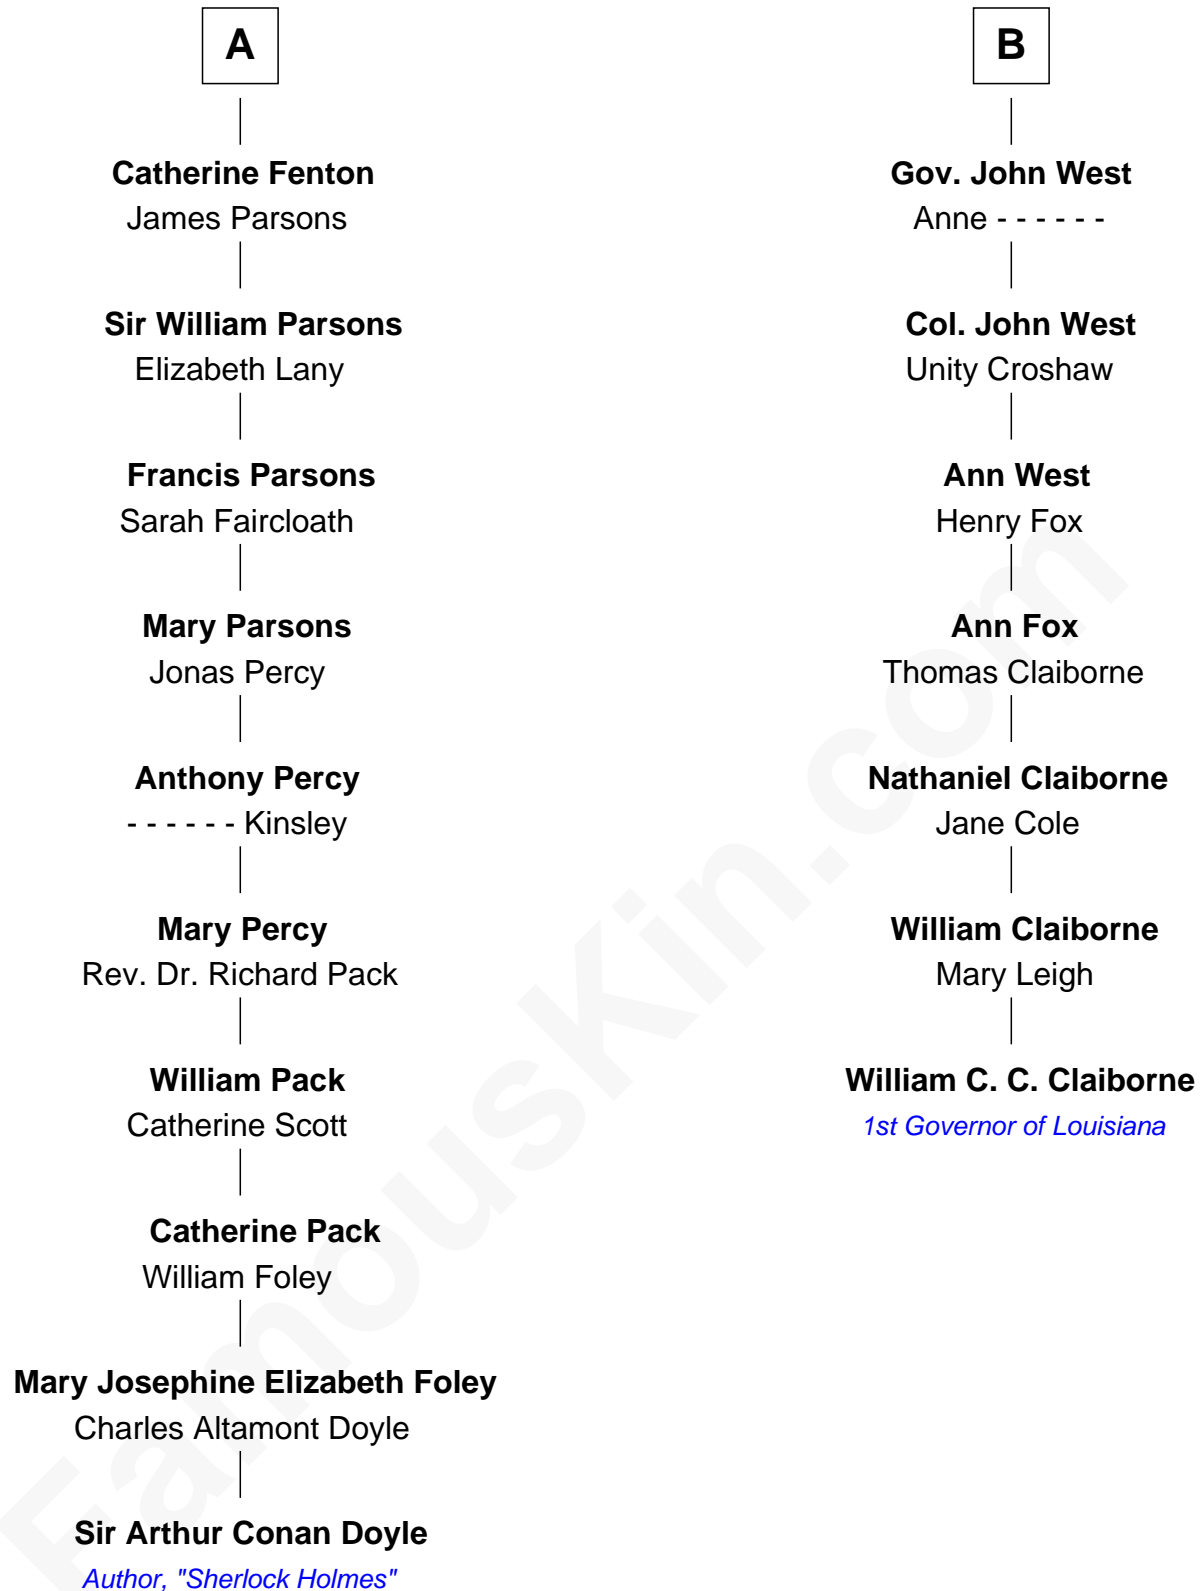 A
Catherine Fenton
James Parsons
Sir William Parsons
Elizabeth Lany
Francis Parsons
Sarah Faircloath
Mary Parsons
Jonas Percy
Anthony Percy
- - - - - - Kinsley
Mary Percy
Rev. Dr. Richard Pack
William Pack
Catherine Scott
Catherine Pack
William Foley
Mary Josephine Elizabeth Foley
Charles Altamont Doyle
Sir Arthur Conan Doyle
Author, "Sherlock Holmes"
B
Gov. John West
Anne - - - - - -
Col. John West
Unity Croshaw
Ann West
Henry Fox
Ann Fox
Thomas Claiborne
Nathaniel Claiborne
Jane Cole
William Claiborne
Mary Leigh
William C. C. Claiborne
1st Governor of Louisiana
FamousKin.com